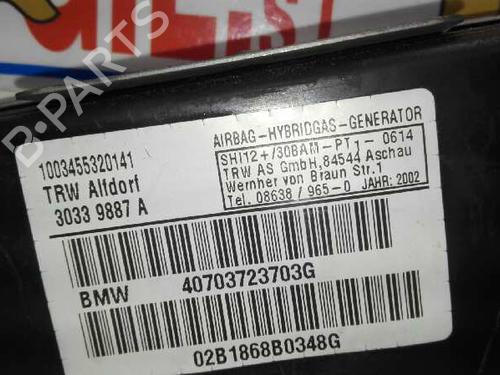 B-PARTS
1003455320141
TRW Altdorf
3033 9887 A
AIRBAG-HYBRIDGAS-GENERATOR
SHI12+/30BAM-PT1-0614
TRW AS GmbH,84544 Aschau
Wernher von Braun Str.1
Tel. 08638 / 965-0 JAHR: 2002
BMW 40703723703G
02B1868B0348G